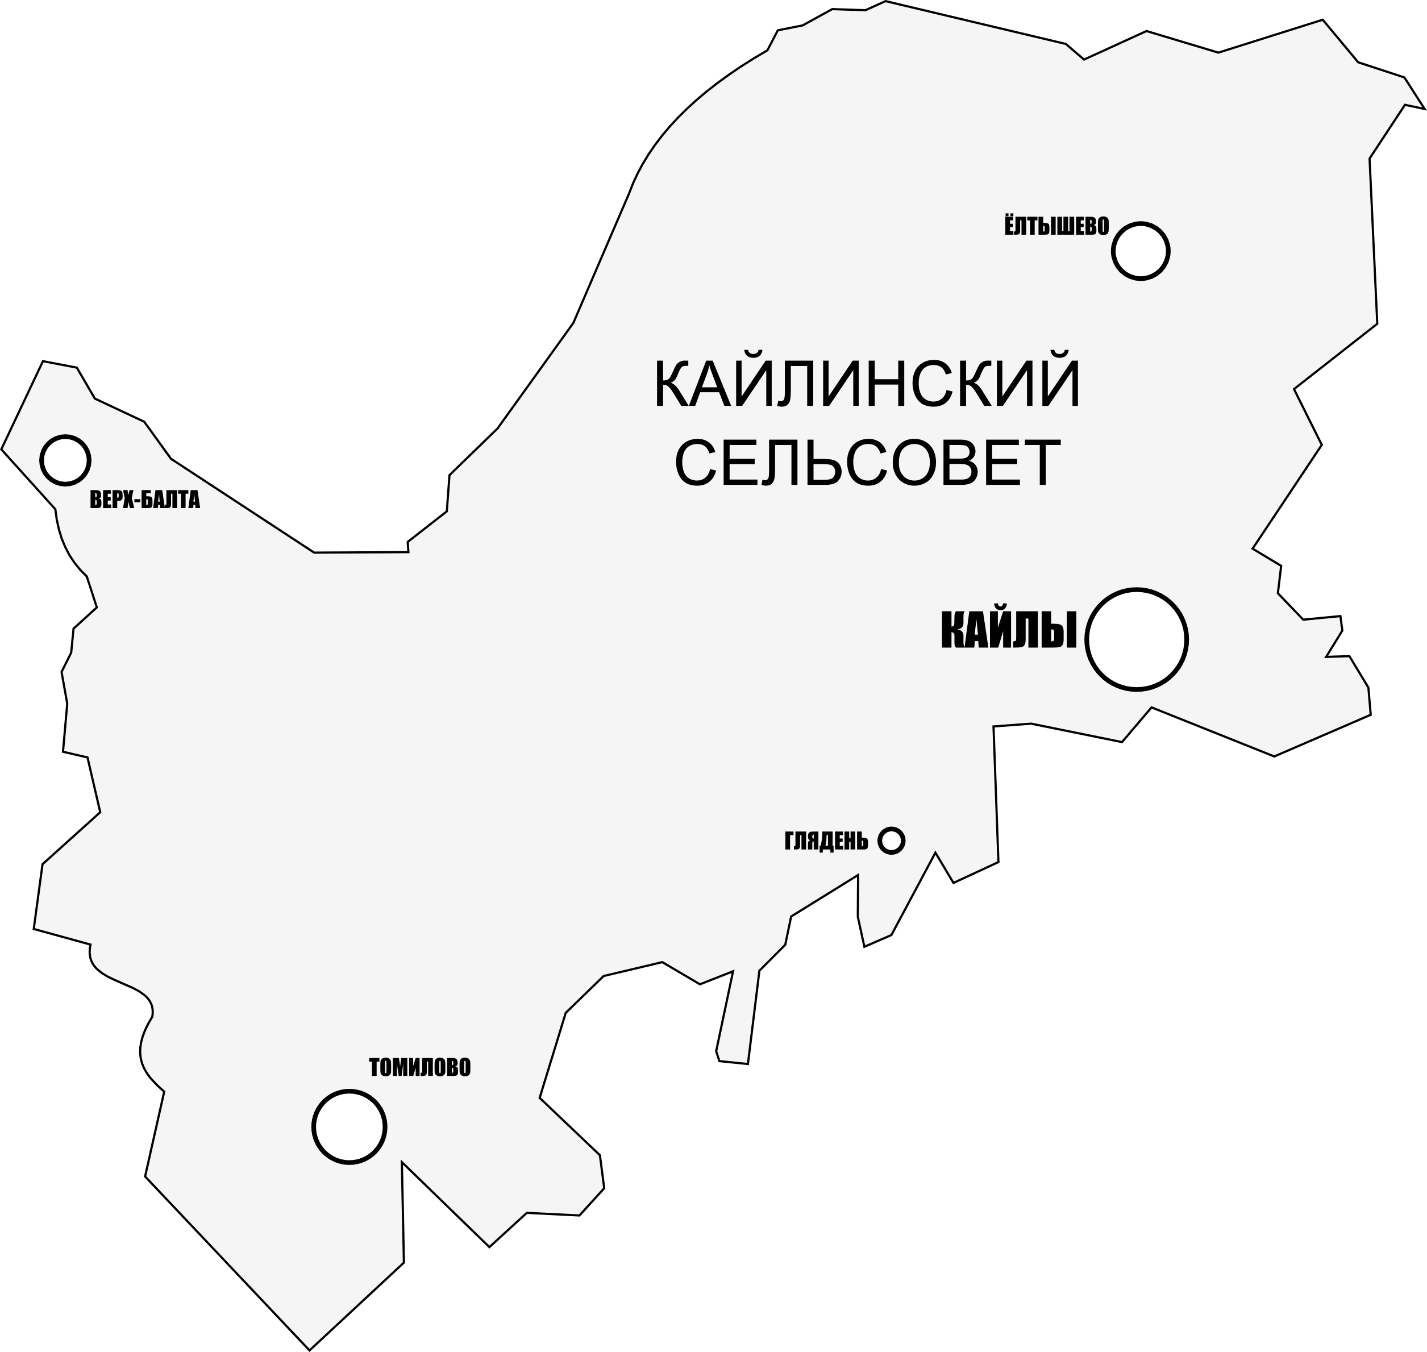 ЁЛТЫШЕВО
КАЙЛИНСКИЙ
СЕЛЬСОВЕТ
ВЕРХ-БАЛТА
КАЙЛЫ
ГЛЯДЕНЬ
ТОМИЛОВО